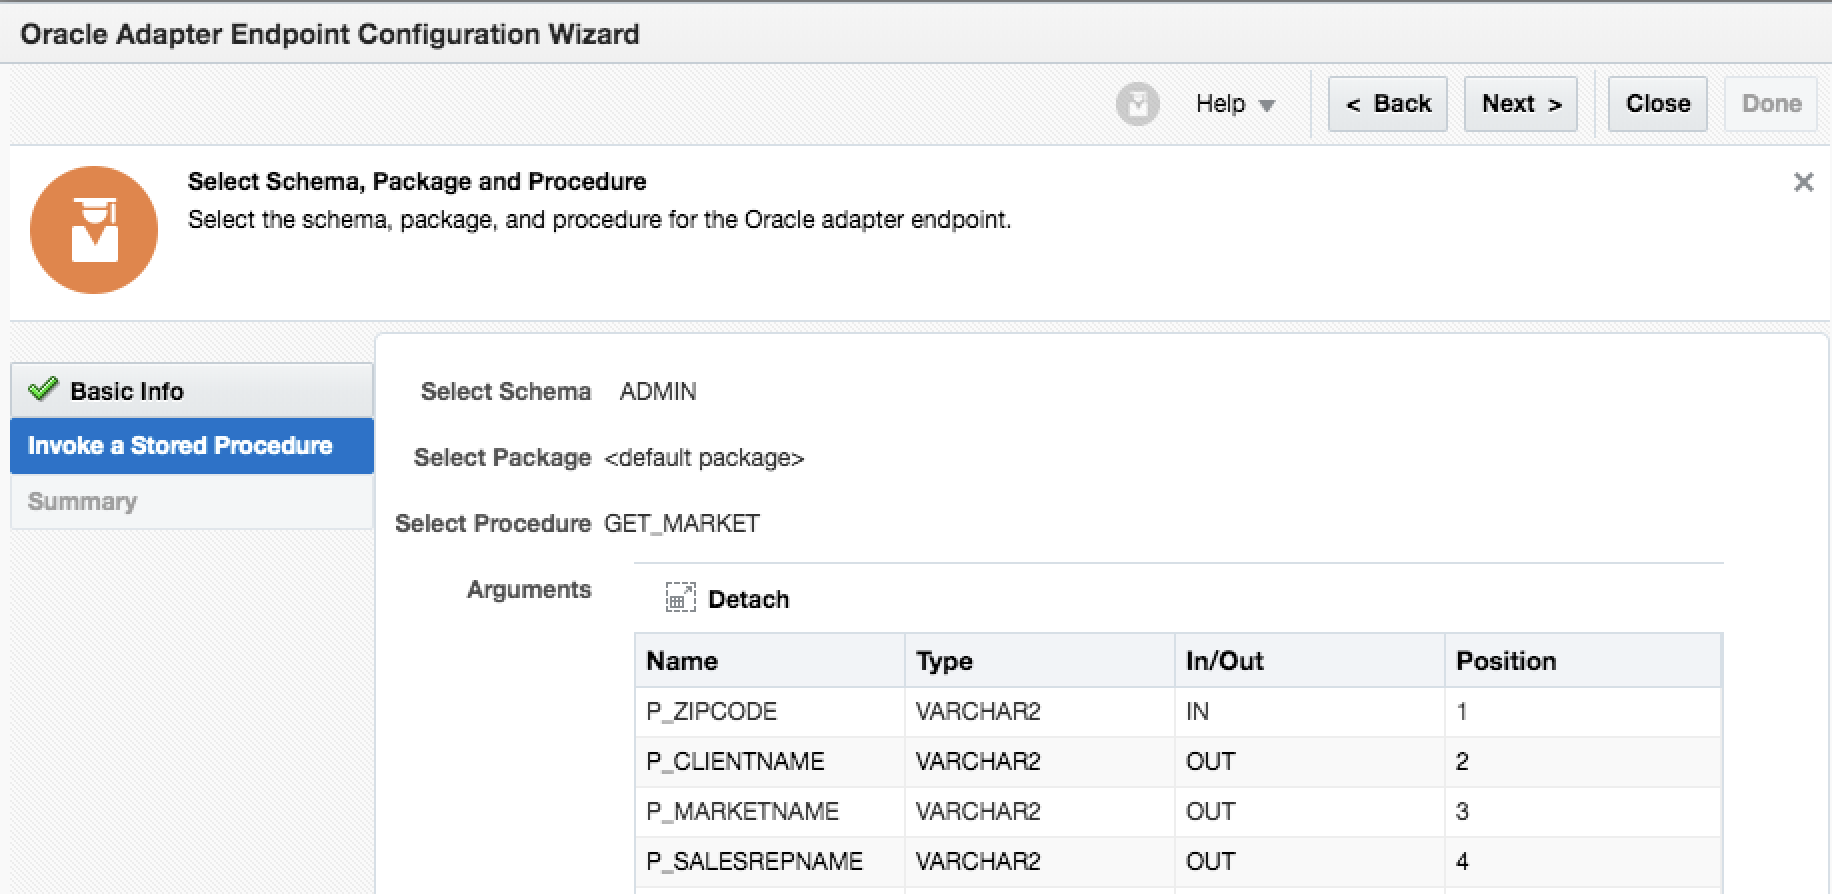 Oracle Adapter Endpoint Configuration Wizard
Help < Back Next > Close Done
Select Schema, Package and Procedure
Select the schema, package, and procedure for the Oracle adapter endpoint.
Basic Info
Invoke a Stored Procedure
Summary
Select Schema ADMIN
Select Package <default package>
Select Procedure GET_MARKET
Arguments Detach
Name Type In/Out Position
P_ZIPCODE VARCHAR2 IN 1
P_CLIENTNAME VARCHAR2 OUT 2
P_MARKETNAME VARCHAR2 OUT 3
P_SALESREPNAME VARCHAR2 OUT 4